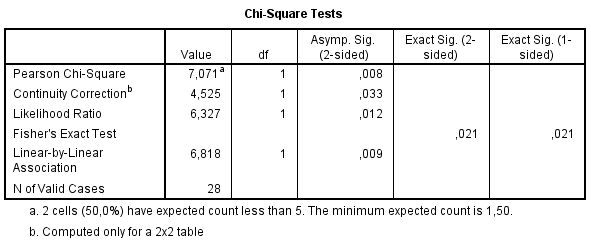 Chi-Square Tests
Value df Asymp. Sig. (2-sided) Exact Sig. (2-sided) Exact Sig. (1-sided)
Pearson Chi-Square 7,071a 1 ,008
Continuity Correctionb 4,525 1 ,033
Likelihood Ratio 6,327 1 ,012
Fisher's Exact Test ,021 ,021
Linear-by-Linear Association 6,818 1 ,009
N of Valid Cases 28
a. 2 cells (50,0%) have expected count less than 5. The minimum expected count is 1,50.
b. Computed only for a 2x2 table